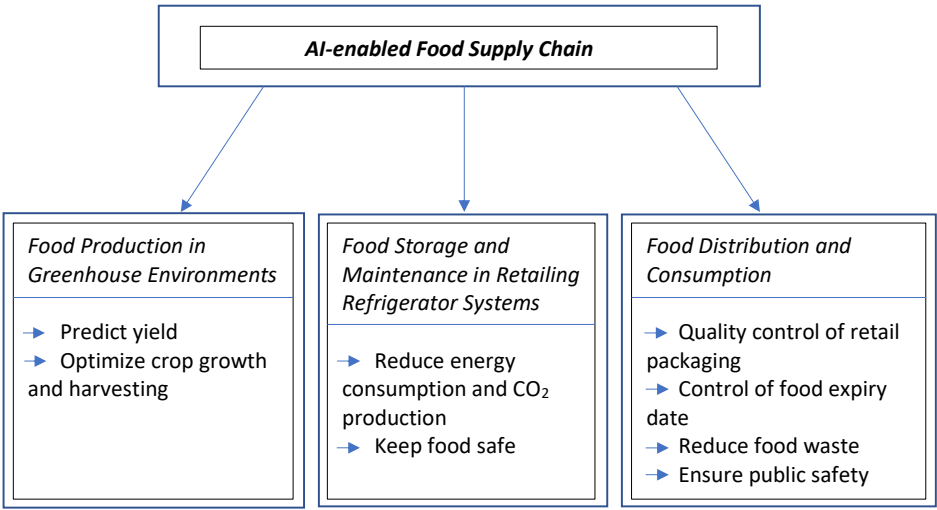 AI-enabled Food Supply Chain
Food Production in
Greenhouse Environments
Predict yield
Optimize crop growth
and harvesting
Food Storage and
Maintenance in Retailing
Refrigerator Systems
Reduce energy
consumption and CO₂
production
Keep food safe
Food Distribution and
Consumption
Quality control of retail
packaging
Control of food expiry
date
Reduce food waste
Ensure public safety